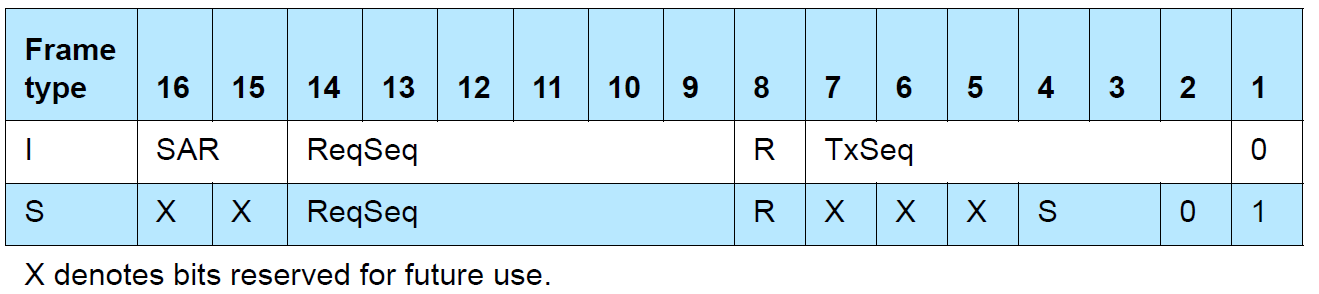 Frame type 16 15 14 13 12 11 10 9 8 7 6 5 4 3 2 1
I SAR ReqSeq R TxSeq 0
S X X ReqSeq R X X X S 0 1
X denotes bits reserved for future use.